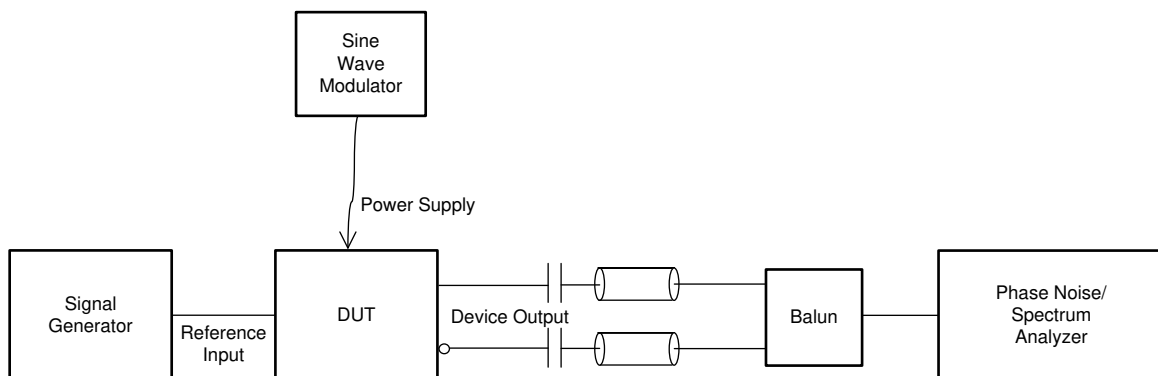 Sine
Wave
Modulator
Power Supply
Signal
Generator
Reference
Input
DUT
Device Output
Balun
Phase Noise/
Spectrum
Analyzer